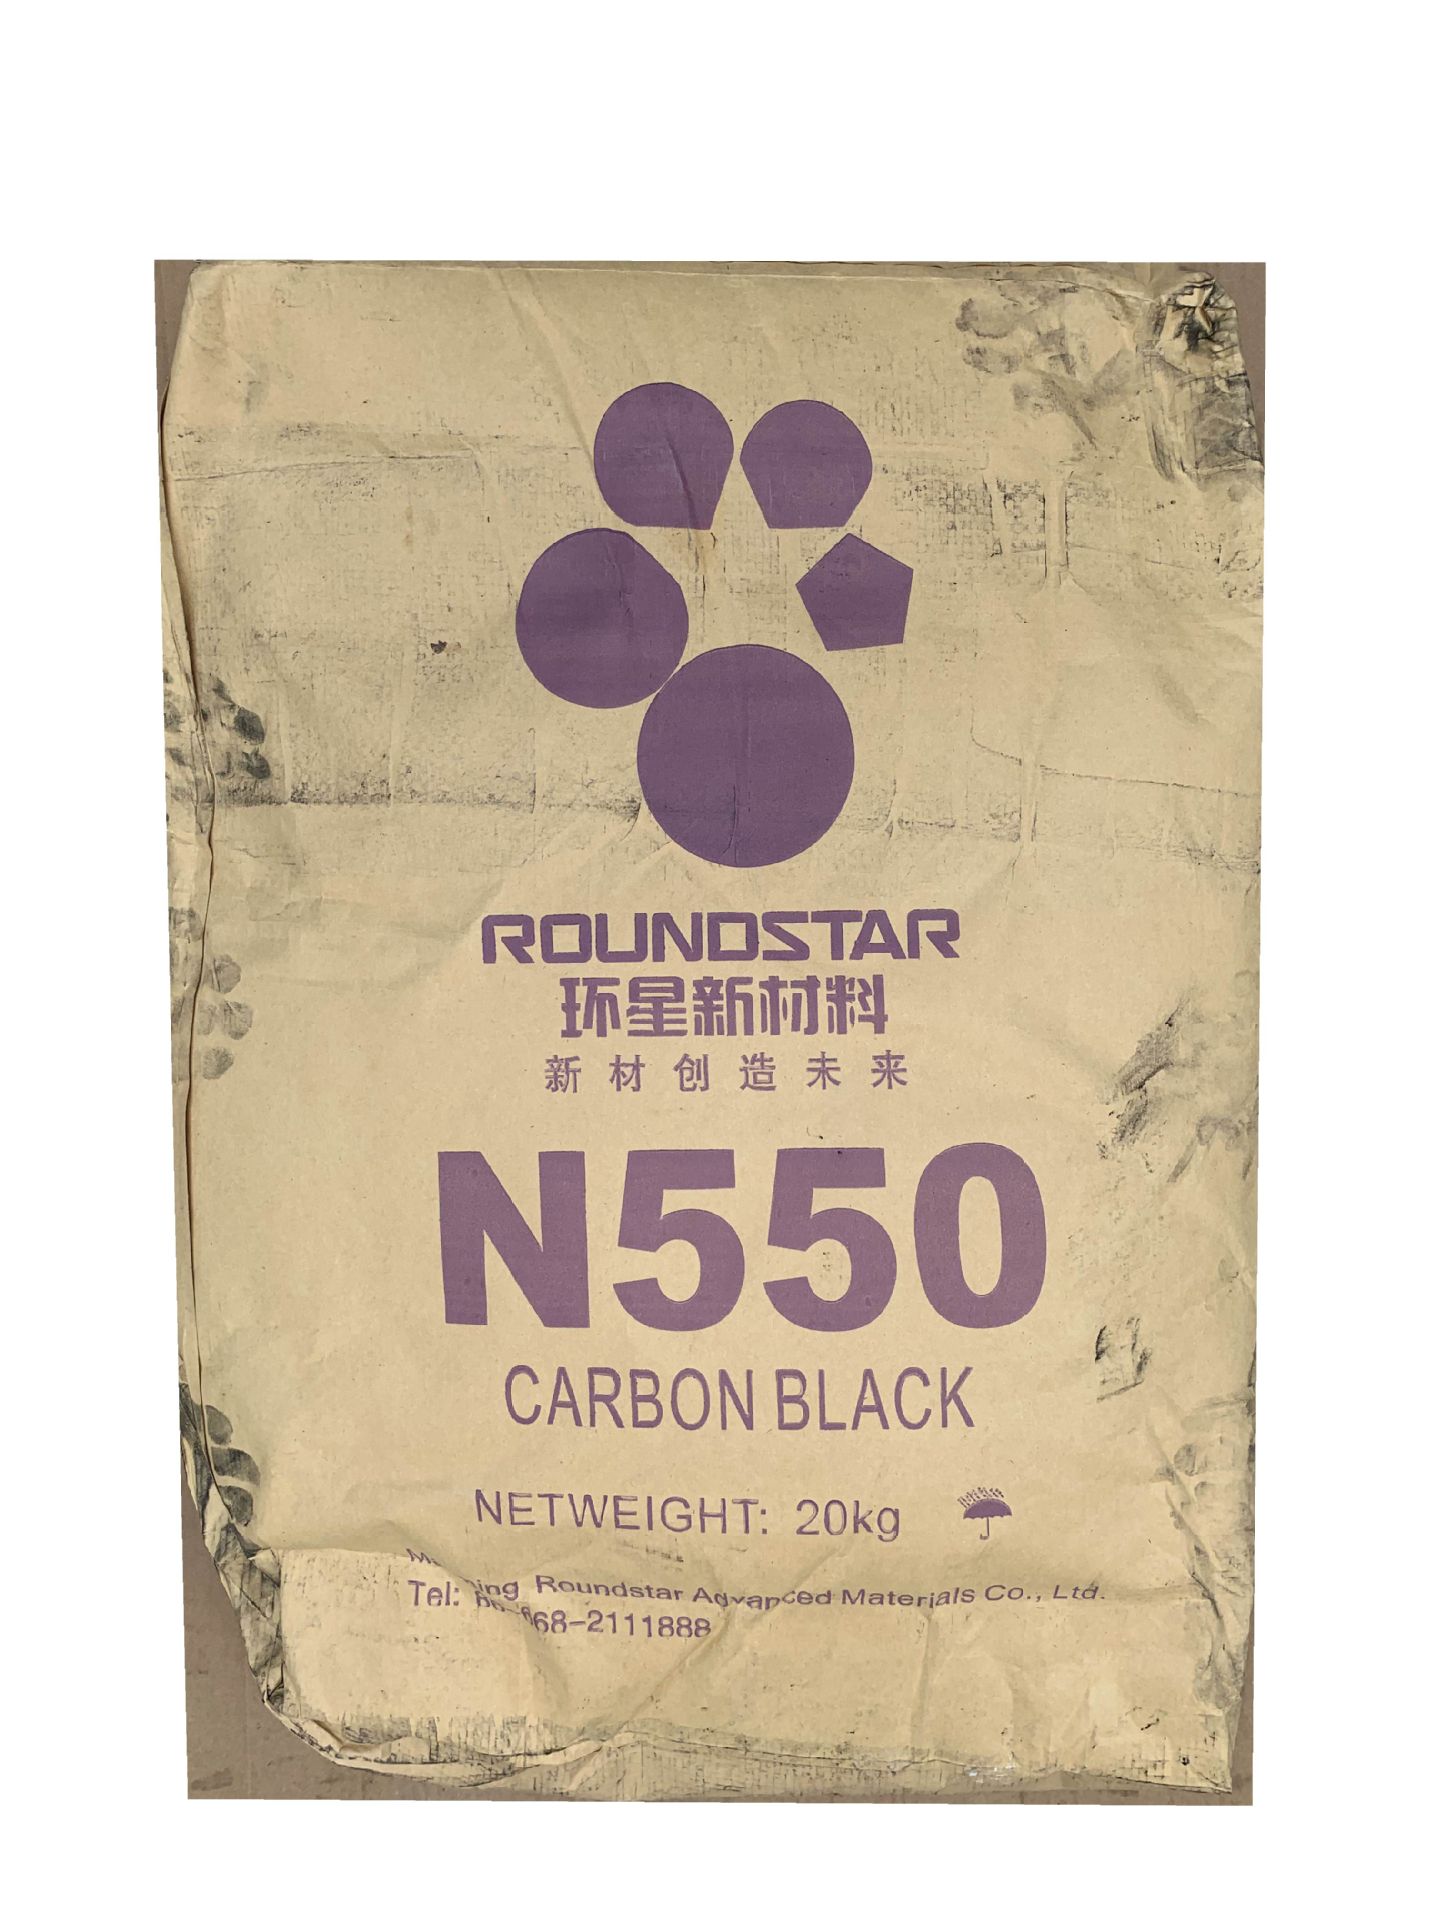 ROUNDSTAR
环星新材料
新材创造未来
N550
CARBON BLACK
NETWEIGHT: 20kg
Roundstar Advanced Materials Co., Ltd.
Tel: 668-2111888